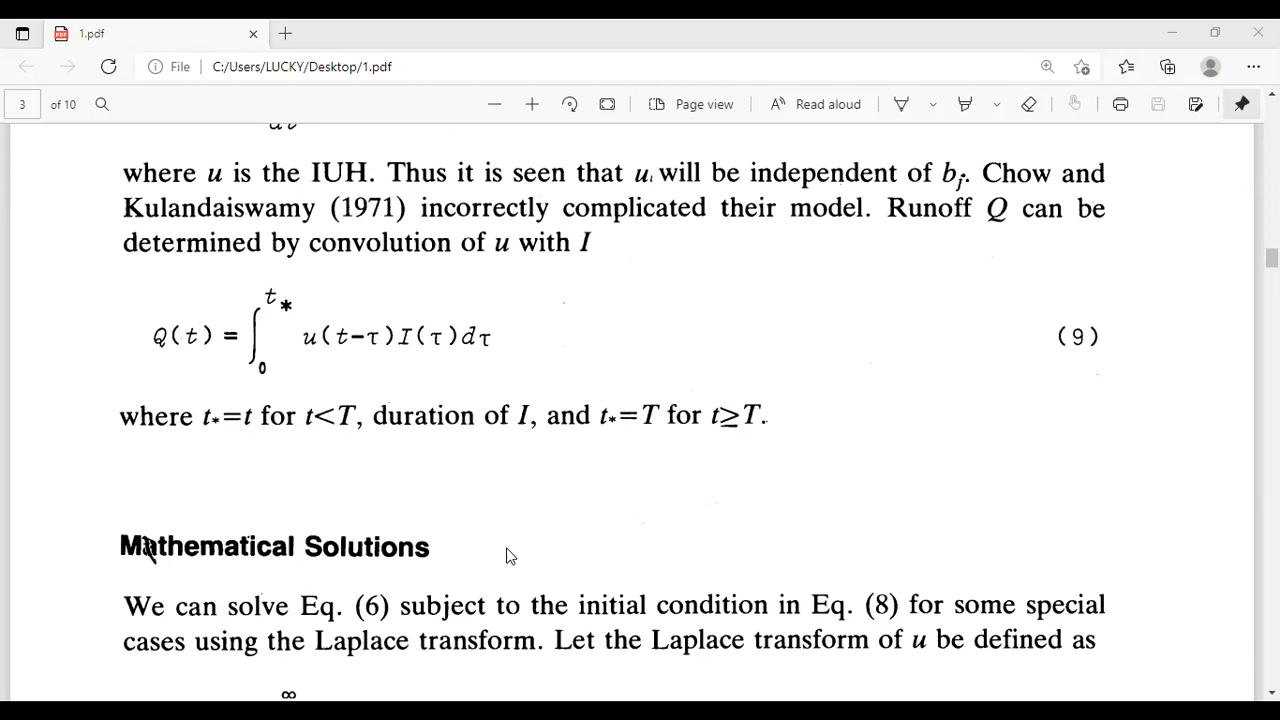 1.pdf
File C:/Users/LUCKY/Desktop/1.pdf
3 of 10 Page view Read aloud
where u is the IUH. Thus it is seen that u will be independent of bj. Chow and
Kulandaiswamy (1971) incorrectly complicated their model. Runoff Q can be
determined by convolution of u with I
Q(t) = ∫₀^t* u(t-τ)I(τ)dτ (9)
where t*=t for t<T, duration of I, and t*=T for t≥T.
Mathematical Solutions
We can solve Eq. (6) subject to the initial condition in Eq. (8) for some special
cases using the Laplace transform. Let the Laplace transform of u be defined as
∞